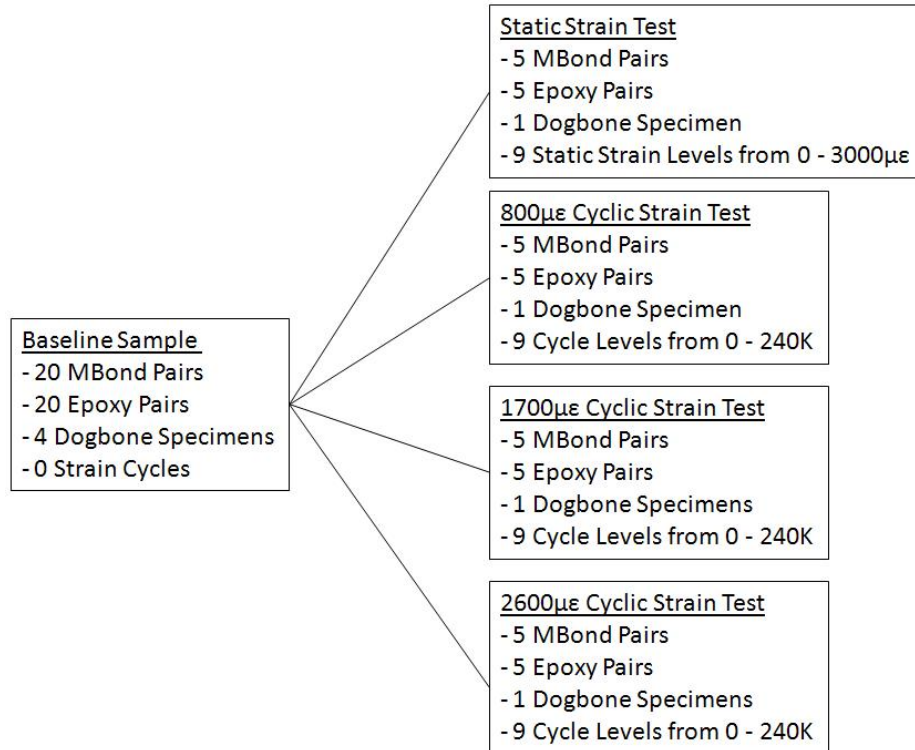 Baseline Sample
- 20 MBond Pairs
- 20 Epoxy Pairs
- 4 Dogbone Specimens
- 0 Strain Cycles
Static Strain Test
- 5 MBond Pairs
- 5 Epoxy Pairs
- 1 Dogbone Specimen
- 9 Static Strain Levels from 0 - 3000με
800με Cyclic Strain Test
- 5 MBond Pairs
- 5 Epoxy Pairs
- 1 Dogbone Specimen
- 9 Cycle Levels from 0 - 240K
1700με Cyclic Strain Test
- 5 MBond Pairs
- 5 Epoxy Pairs
- 1 Dogbone Specimens
- 9 Cycle Levels from 0 - 240K
2600με Cyclic Strain Test
- 5 MBond Pairs
- 5 Epoxy Pairs
- 1 Dogbone Specimens
- 9 Cycle Levels from 0 - 240K